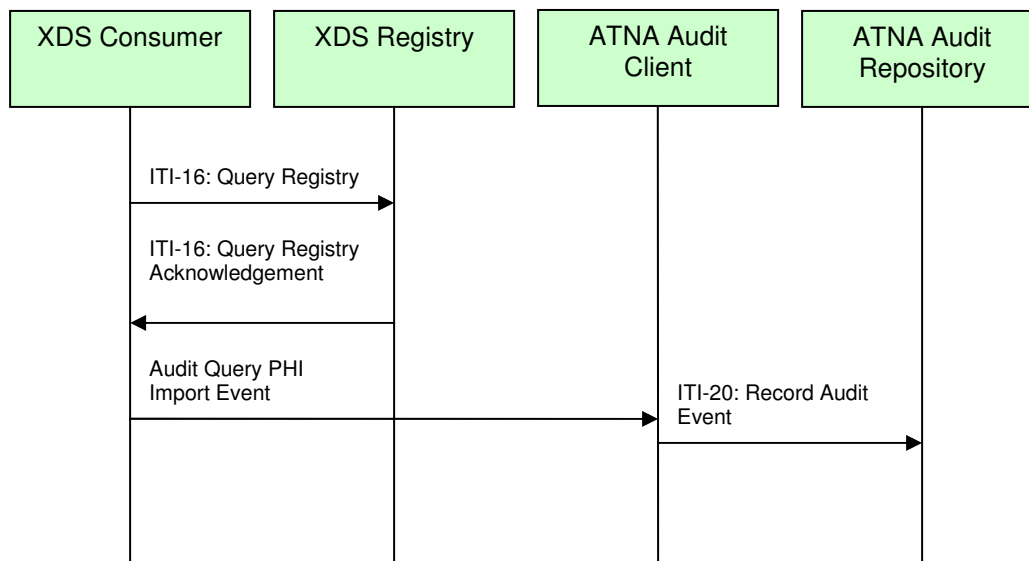 XDS Consumer
XDS Registry
ATNA Audit
Client
ATNA Audit
Repository
ITI-16: Query Registry
ITI-16: Query Registry
Acknowledgement
Audit Query PHI
Import Event
ITI-20: Record Audit
Event